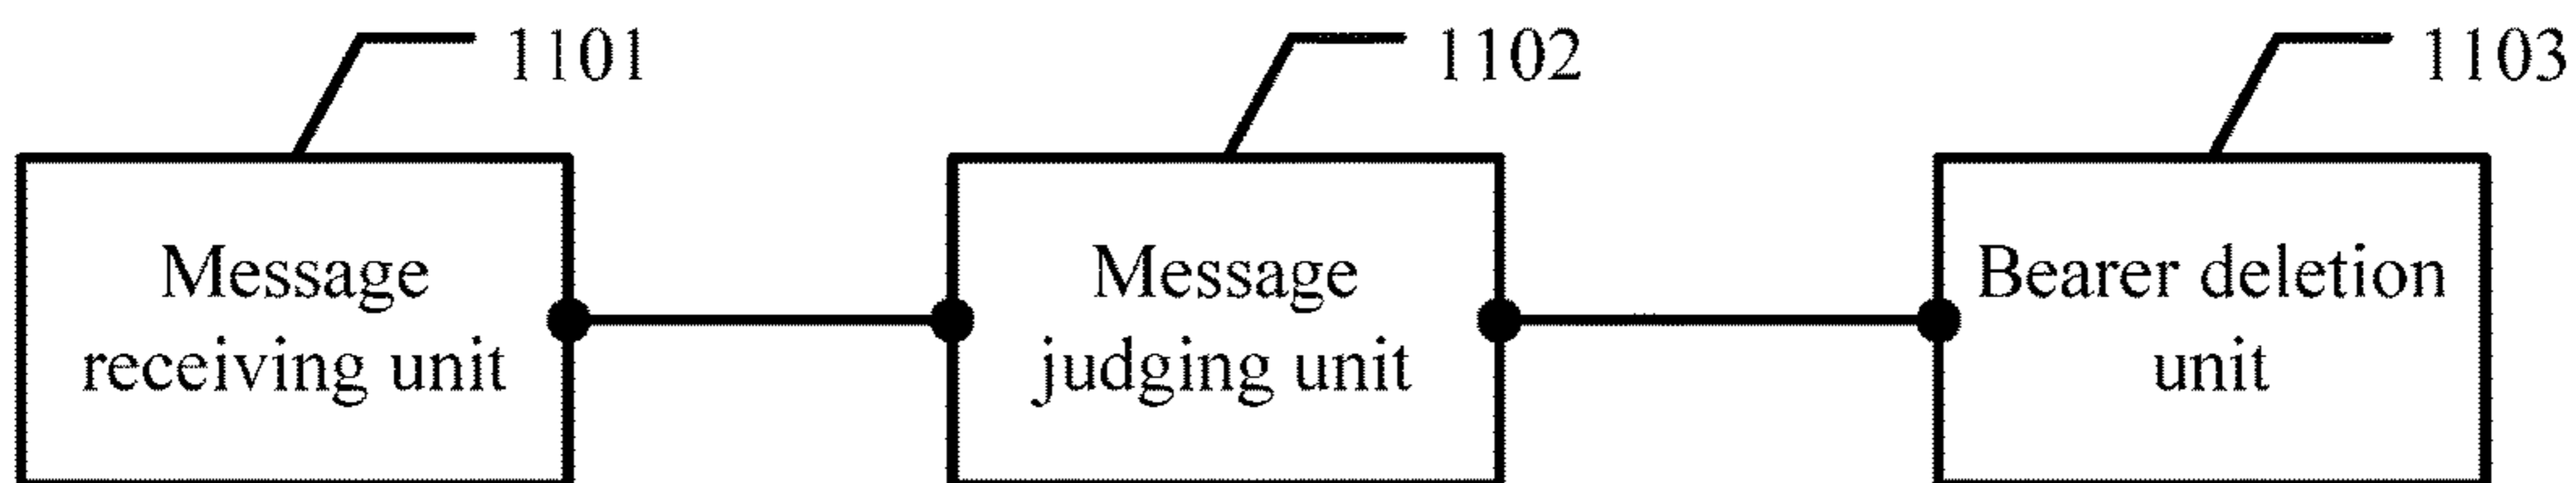 1101
1102
1103
Message
receiving unit
Message
judging unit
Bearer deletion
unit